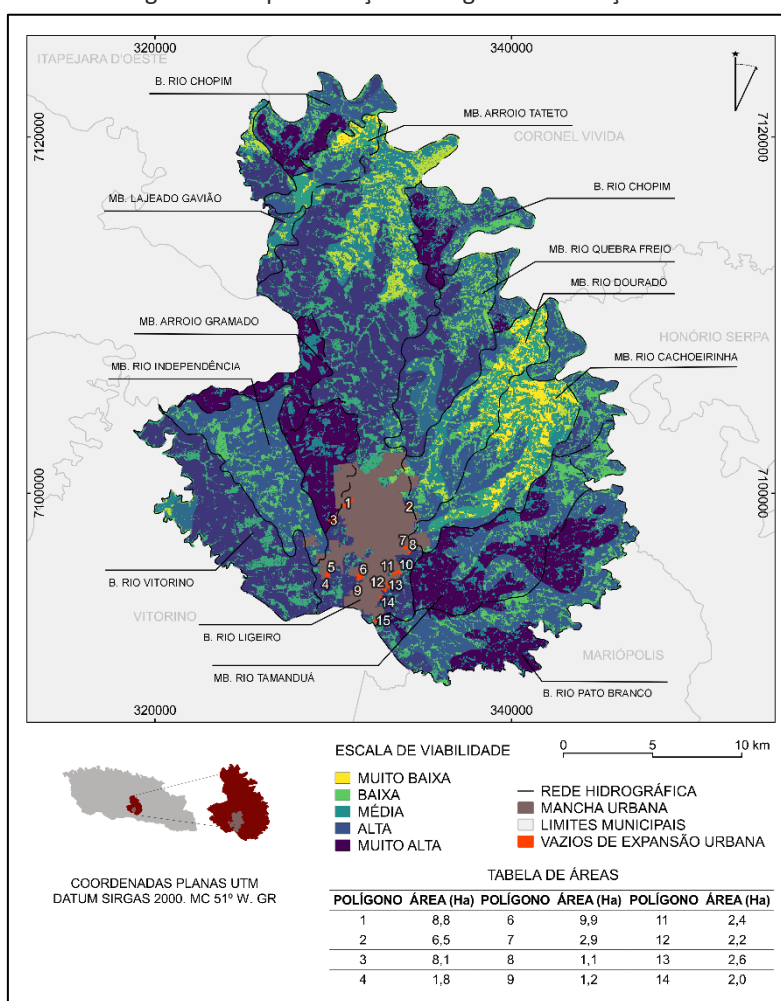 320000
340000
ITAPEJARA D'OESTE
B. RIO CHOPIM
MB. ARROIO TATETO
7120000
7120000
CORONEL VIVIDA
B. RIO CHOPIM
MB. LAJEADO GAVIÃO
MB. RIO QUEBRA FREIO
MB. RIO DOURADO
MB. ARROIO GRAMADO
HONÓRIO SERPA
MB. RIO INDEPENDÊNCIA
MB. RIO CACHOEIRINHA
7100000
7100000
1
2
3
7
8
5
6
11
10
4
9
12
13
14
15
B. RIO VITORINO
VITORINO
B. RIO LIGEIRO
MARIÓPOLIS
MB. RIO TAMANDUÁ
B. RIO PATO BRANCO
320000
340000
ESCALA DE VIABILIDADE
0 5 10 km
MUITO BAIXA
BAIXA
MÉDIA
ALTA
MUITO ALTA
REDE HIDROGRÁFICA
MANCHA URBANA
LIMITES MUNICIPAIS
VAZIOS DE EXPANSÃO URBANA
COORDENADAS PLANAS UTM
DATUM SIRGAS 2000. MC 51º W. GR
TABELA DE ÁREAS
POLÍGONO ÁREA (Ha) POLÍGONO ÁREA (Ha) POLÍGONO ÁREA (Ha)
1 8,8 6 9,9 11 2,4
2 6,5 7 2,9 12 2,2
3 8,1 8 1,1 13 2,6
4 1,8 9 1,2 14 2,0